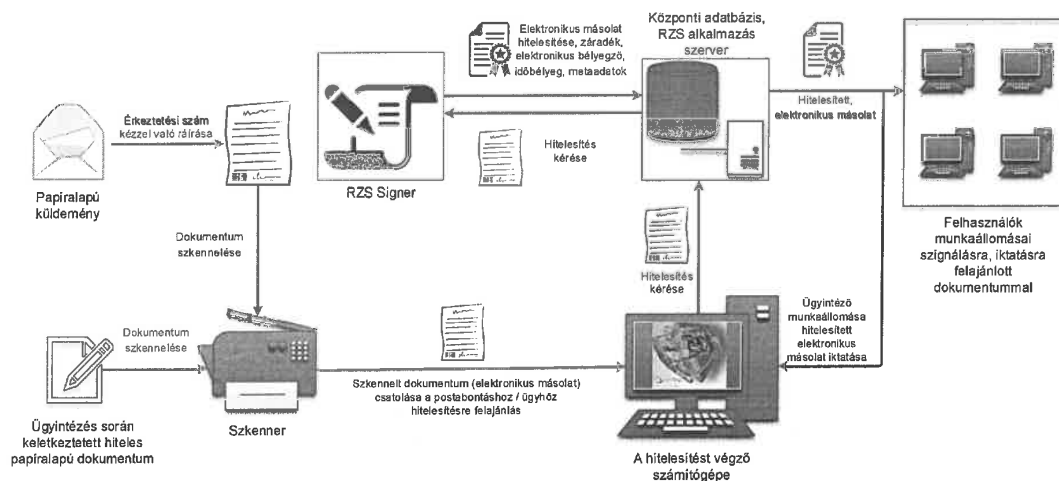 Elektronikus másolat
hitelesítése, záradék,
elektronikus bélyegző,
időbélyeg, metaadatok
Központi adatbázis,
RZS alkalmazás
szerver
Érkeztetési szám
kézzel való ráírása
Hitelesített,
elektronikus másolat
Hitelesítés
kérése
Papíralapú
küldemény
RZS Signer
Felhasználók
munkaállomásai
szignálásra, iktatásra
felajánlott
dokumentummal
Dokumentum
szkennelése
Hitelesítés
kérése
Ügyintéző
munkaállomása
hitelesített
elektronikus
másolat iktatása
Dokumentum
szkennelése
Szkennelt dokumentum (elektronikus másolat)
csatolása a postabontáshoz / ügyhöz
hitelesítésre felajánlás
Ügyintézés során
keletkeztetett hiteles
papíralapú dokumentum
Szkenner
A hitelesítést végző
számítógépe